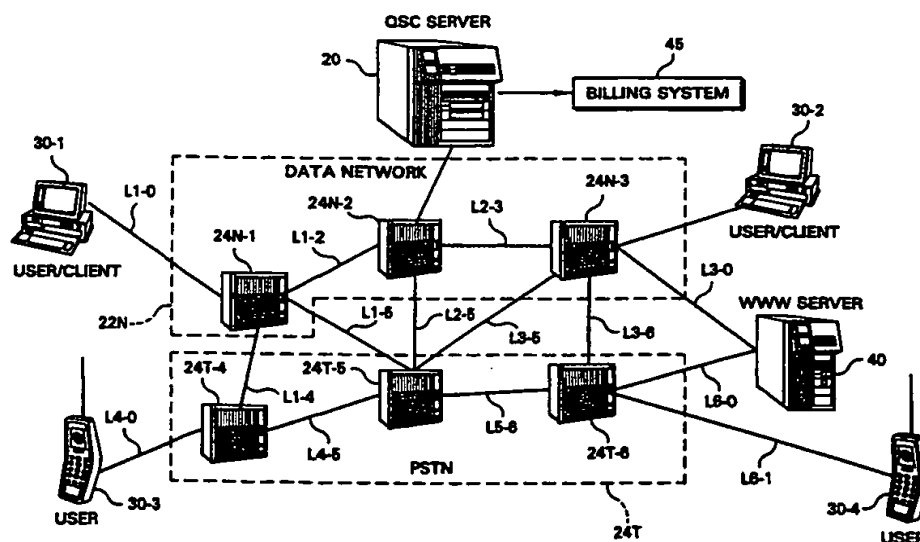 QSC SERVER
20
45
BILLING SYSTEM
30-1
30-2
L1-0
DATA NETWORK
24N-2
24N-3
L2-3
24N-1
L1-2
USER/CLIENT
USER/CLIENT
L3-0
22N
L1-5
L2-5
L3-5
L3-6
WWW SERVER
24T-4
24T-5
40
L1-4
L6-0
L4-0
L4-5
L5-6
24T-6
L6-1
PSTN
30-3
USER
24T
30-4
USER